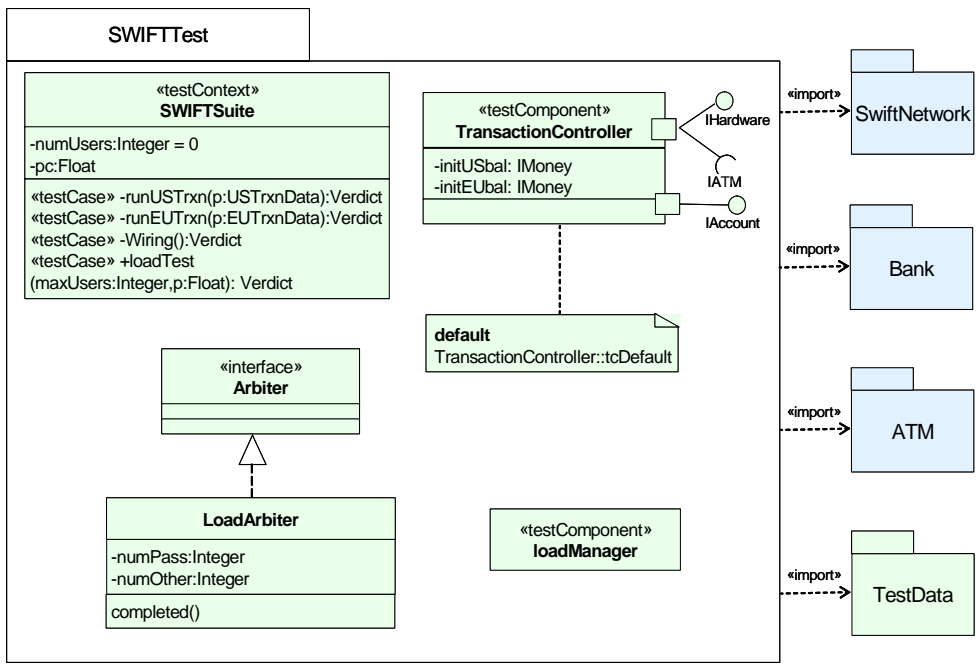 SWIFTTest
«testContext»
SWIFTSuite
-numUsers:Integer = 0
-pc:Float
«testCase» -runUSTrxn(p:USTrxnData):Verdict
«testCase» -runEUTrxn(p:EUTrxnData):Verdict
«testCase» -Wiring():Verdict
«testCase» +loadTest
(maxUsers:Integer,p:Float): Verdict
«testComponent»
TransactionController
-initUSbal: IMoney
-initEUbal: IMoney
IHardware
IATM
IAccount
default
TransactionController::tcDefault
«interface»
Arbiter
LoadArbiter
-numPass:Integer
-numOther:Integer
completed()
«testComponent»
loadManager
«import»
SwiftNetwork
«import»
Bank
«import»
ATM
«import»
TestData